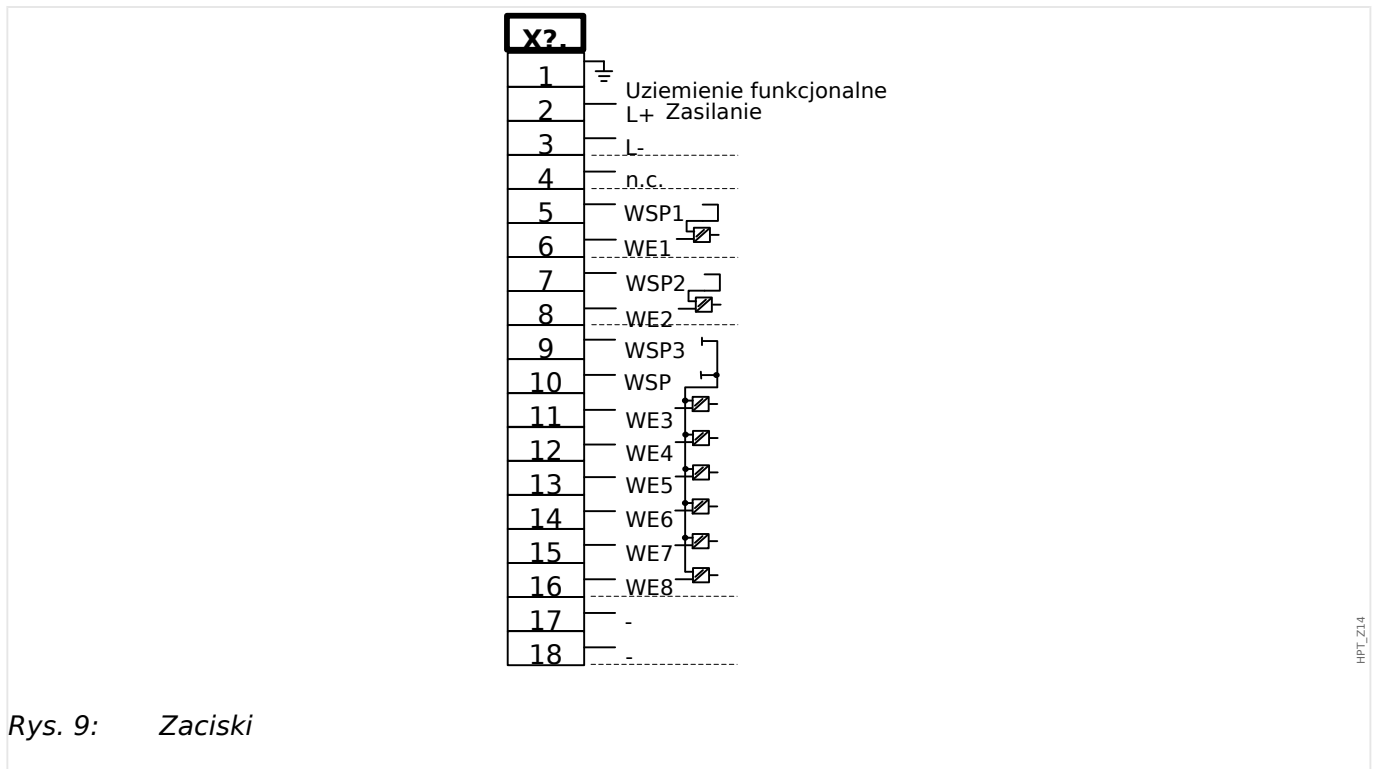 X?.
1
Uziemienie funkcjonalne
2 L+ Zasilanie
3 L-
4 n.c.
5 WSP1
6 WE1
7 WSP2
8 WE2
9 WSP3
10 WSP
11 WE3
12 WE4
13 WE5
14 WE6
15 WE7
16 WE8
17 -
18 -
HPT_Z14
Rys. 9: Zaciski